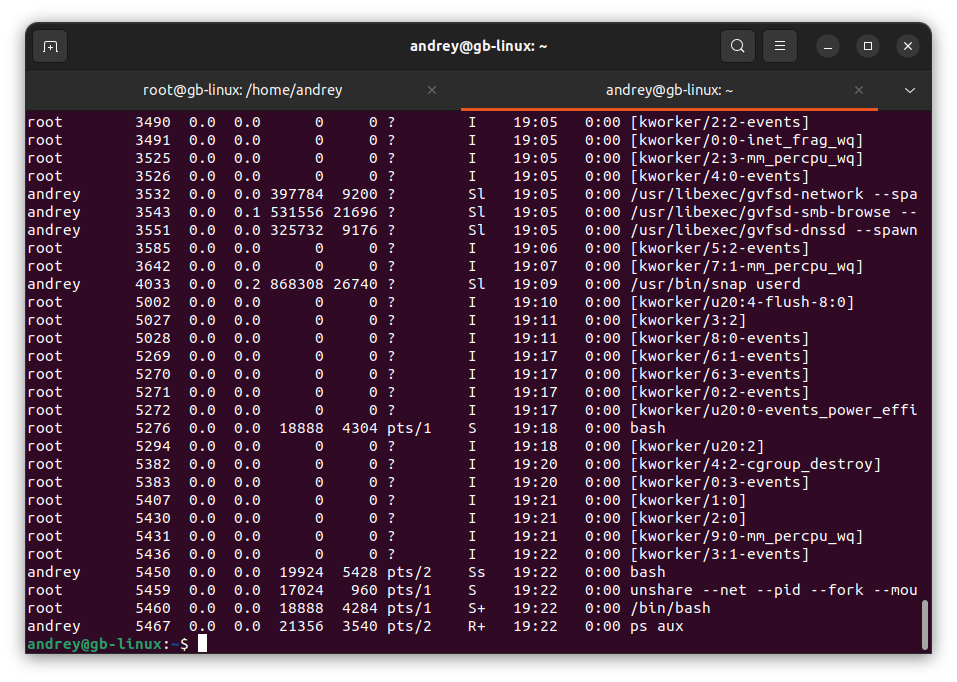 andrey@gb-linux: ~
root@gb-linux: /home/andrey
andrey@gb-linux: ~
root 3490 0.0 0.0 0 0 ? I 19:05 0:00 [kworker/2:2-events]
root 3491 0.0 0.0 0 0 ? I 19:05 0:00 [kworker/0:0-inet_frag_wq]
root 3525 0.0 0.0 0 0 ? I 19:05 0:00 [kworker/2:3-mm_percpu_wq]
root 3526 0.0 0.0 0 0 ? I 19:05 0:00 [kworker/4:0-events]
andrey 3532 0.0 0.0 397784 9200 ? Sl 19:05 0:00 /usr/libexec/gvfsd-network --spa
andrey 3543 0.0 0.1 531556 21696 ? Sl 19:05 0:00 /usr/libexec/gvfsd-smb-browse --
andrey 3551 0.0 0.0 325732 9176 ? Sl 19:05 0:00 /usr/libexec/gvfsd-dnssd --spawn
root 3585 0.0 0.0 0 0 ? I 19:06 0:00 [kworker/5:2-events]
root 3642 0.0 0.0 0 0 ? I 19:07 0:00 [kworker/7:1-mm_percpu_wq]
andrey 4033 0.0 0.2 868308 26740 ? Sl 19:09 0:00 /usr/bin/snap userd
root 5002 0.0 0.0 0 0 ? I 19:10 0:00 [kworker/u20:4-flush-8:0]
root 5027 0.0 0.0 0 0 ? I 19:11 0:00 [kworker/3:2]
root 5028 0.0 0.0 0 0 ? I 19:11 0:00 [kworker/8:0-events]
root 5269 0.0 0.0 0 0 ? I 19:17 0:00 [kworker/6:1-events]
root 5270 0.0 0.0 0 0 ? I 19:17 0:00 [kworker/6:3-events]
root 5271 0.0 0.0 0 0 ? I 19:17 0:00 [kworker/0:2-events]
root 5272 0.0 0.0 0 0 ? I 19:17 0:00 [kworker/u20:0-events_power_effi
root 5276 0.0 0.0 18888 4304 pts/1 S 19:18 0:00 bash
root 5294 0.0 0.0 0 0 ? I 19:18 0:00 [kworker/u20:2]
root 5382 0.0 0.0 0 0 ? I 19:20 0:00 [kworker/4:2-cgroup_destroy]
root 5383 0.0 0.0 0 0 ? I 19:20 0:00 [kworker/0:3-events]
root 5407 0.0 0.0 0 0 ? I 19:21 0:00 [kworker/1:0]
root 5430 0.0 0.0 0 0 ? I 19:21 0:00 [kworker/2:0]
root 5431 0.0 0.0 0 0 ? I 19:21 0:00 [kworker/9:0-mm_percpu_wq]
root 5436 0.0 0.0 0 0 ? I 19:22 0:00 [kworker/3:1-events]
andrey 5450 0.0 0.0 19924 5428 pts/2 Ss 19:22 0:00 bash
root 5459 0.0 0.0 17024 960 pts/1 S 19:22 0:00 unshare --net --pid --fork --mou
root 5460 0.0 0.0 18888 4284 pts/1 S+ 19:22 0:00 /bin/bash
andrey 5467 0.0 0.0 21356 3540 pts/2 R+ 19:22 0:00 ps aux
andrey@gb-linux:~$